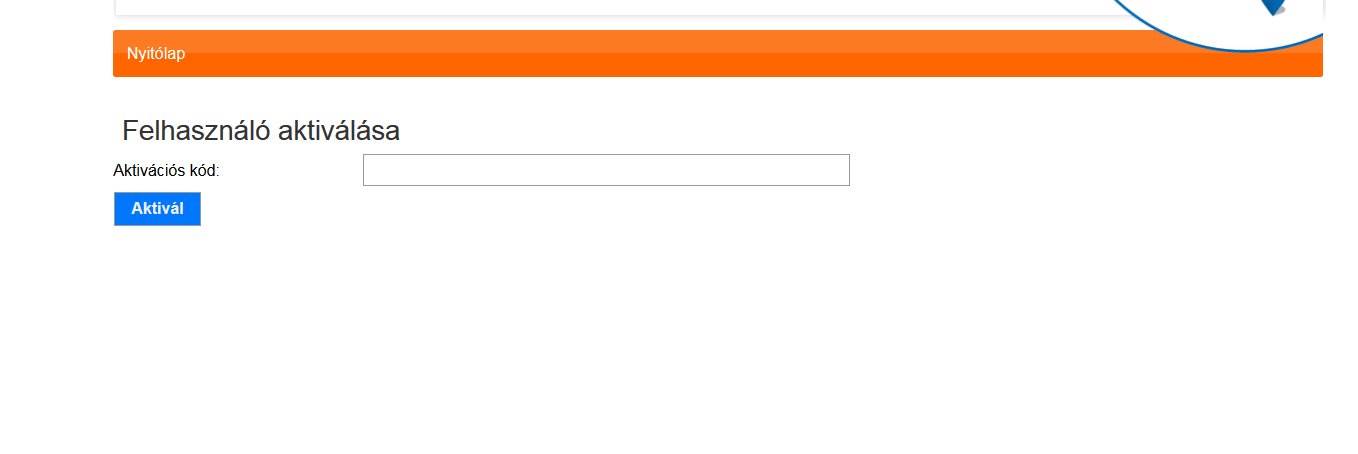 Nyitólap
Felhasználó aktiválása
Aktivációs kód:
Aktivál